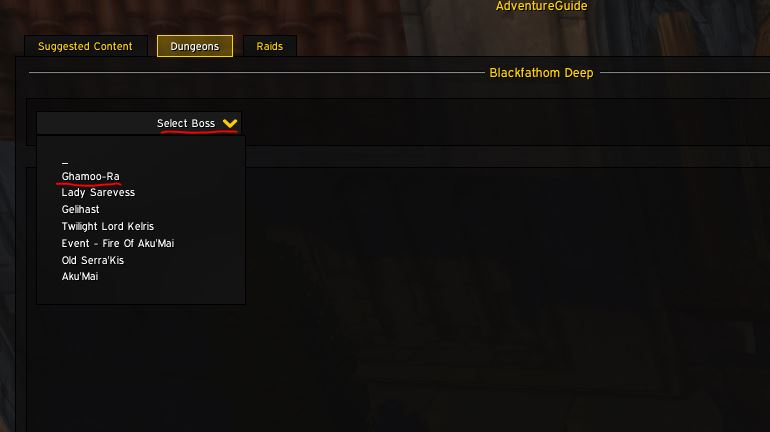 AdventureGuide
Suggested Content Dungeons Raids
Blackfathom Deep
Select Boss
_
Ghamoo-Ra
Lady Sarevess
Gelihast
Twilight Lord Kelris
Event - Fire Of Aku'Mai
Old Serra'Kis
Aku'Mai